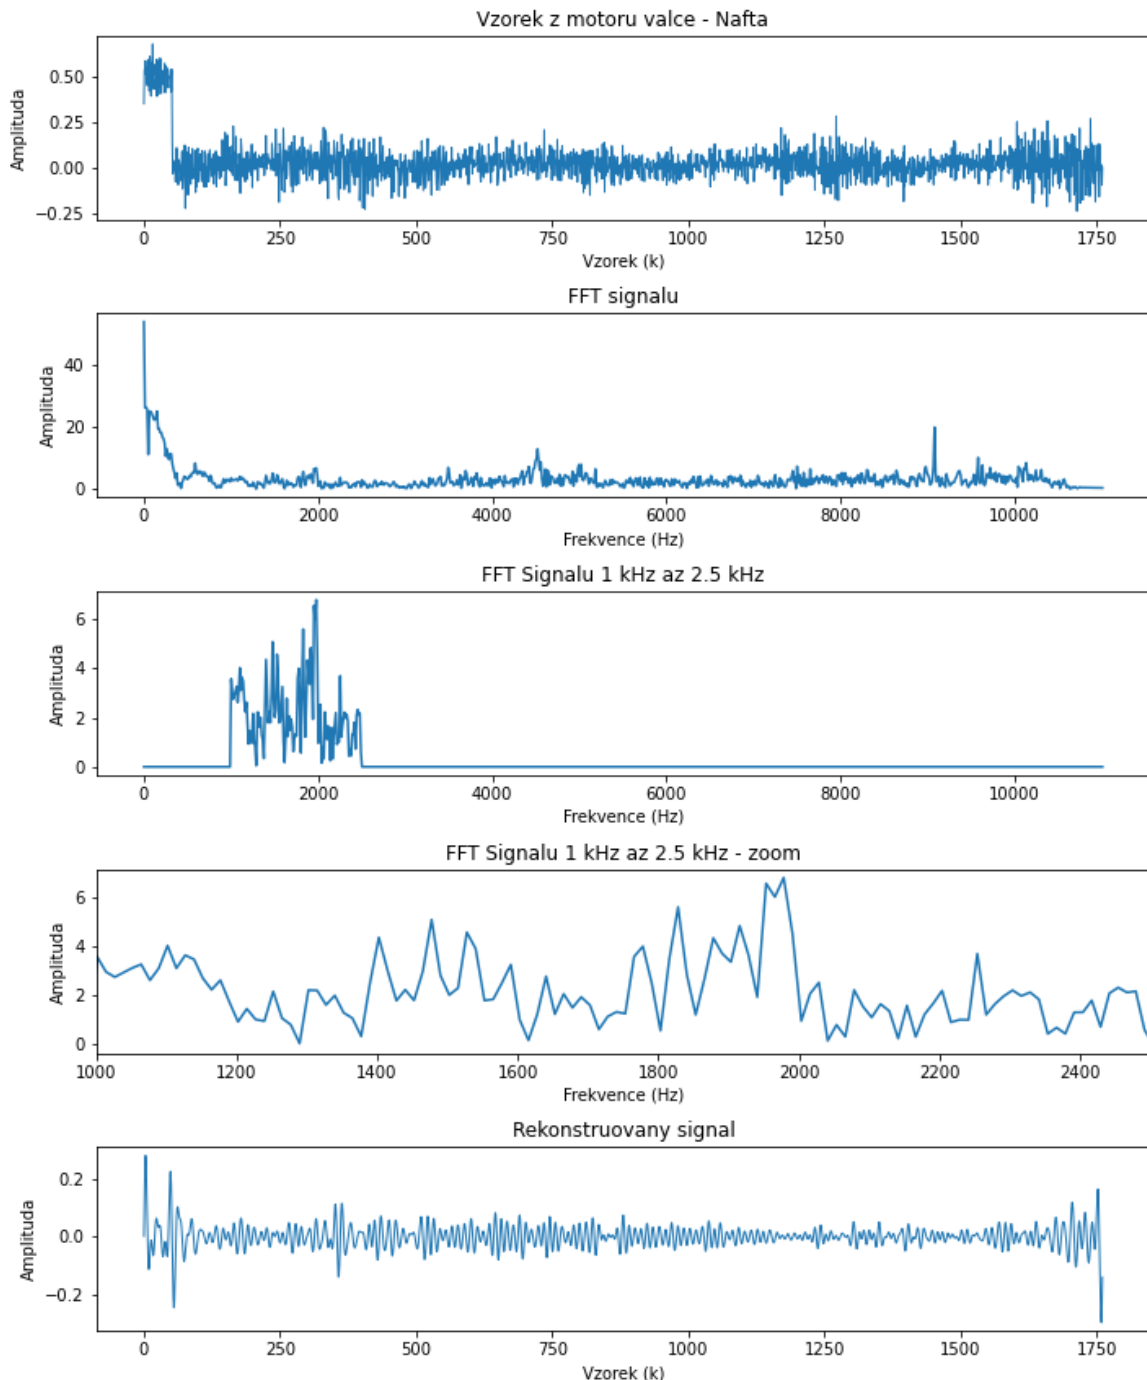 Vzorek z motoru valce - Nafta
Amplituda
0.50
0.25
0.00
−0.25
0 250 500 750 1000 1250 1500 1750
Vzorek (k)
FFT signalu
Amplituda
40
20
0
0 2000 4000 6000 8000 10000
Frekvence (Hz)
FFT Signalu 1 kHz az 2.5 kHz
Amplituda
6
4
2
0
0 2000 4000 6000 8000 10000
Frekvence (Hz)
FFT Signalu 1 kHz az 2.5 kHz - zoom
Amplituda
6
4
2
0
1000 1200 1400 1600 1800 2000 2200 2400
Frekvence (Hz)
Rekonstruovany signal
Amplituda
0.2
0.0
−0.2
0 250 500 750 1000 1250 1500 1750
Vzorek (k)